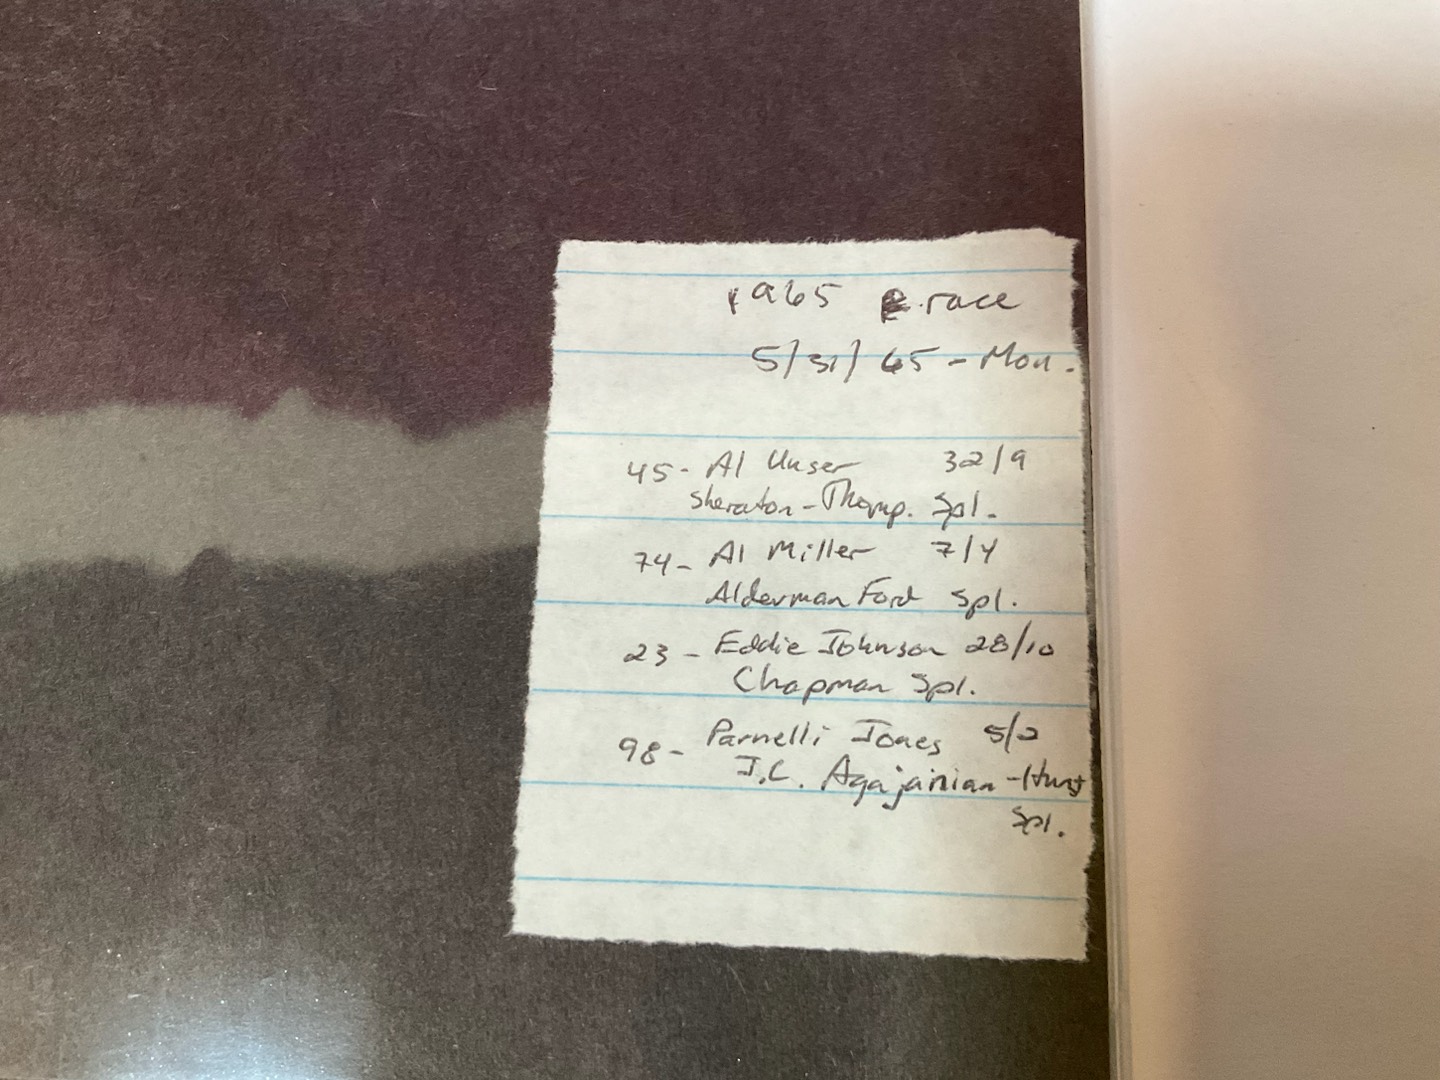 1965 race
5/31/65 - Mon.
45- Al Unser 32/9
Sheraton-Thomp. Spl.
74- Al Miller 7/4
Alderman Ford Spl.
23 - Eddie Johnson 28/10
Chapman Spl.
98- Parnelli Jones 5/2
J.C. Agajanian -Hurst
Spl.